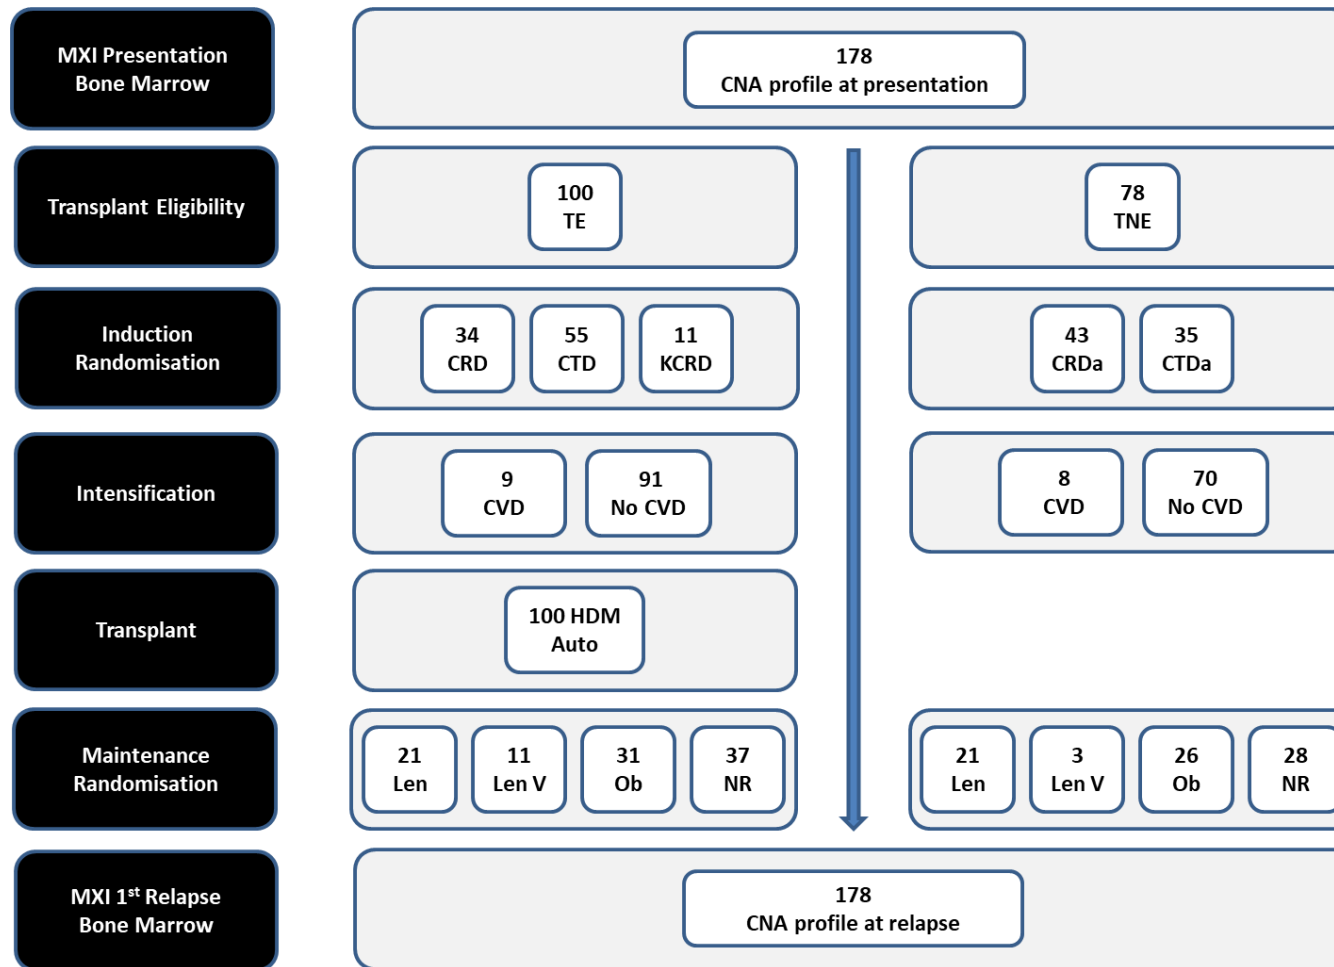 MXI Presentation
Bone Marrow
178
CNA profile at presentation
Transplant Eligibility
100
TE
78
TNE
Induction
Randomisation
34
CRD
55
CTD
11
KCRD
43
CRDa
35
CTDa
Intensification
9
CVD
91
No CVD
8
CVD
70
No CVD
Transplant
100 HDM
Auto
Maintenance
Randomisation
21
Len
11
Len V
31
Ob
37
NR
21
Len
3
Len V
26
Ob
28
NR
MXI 1st Relapse
Bone Marrow
178
CNA profile at relapse